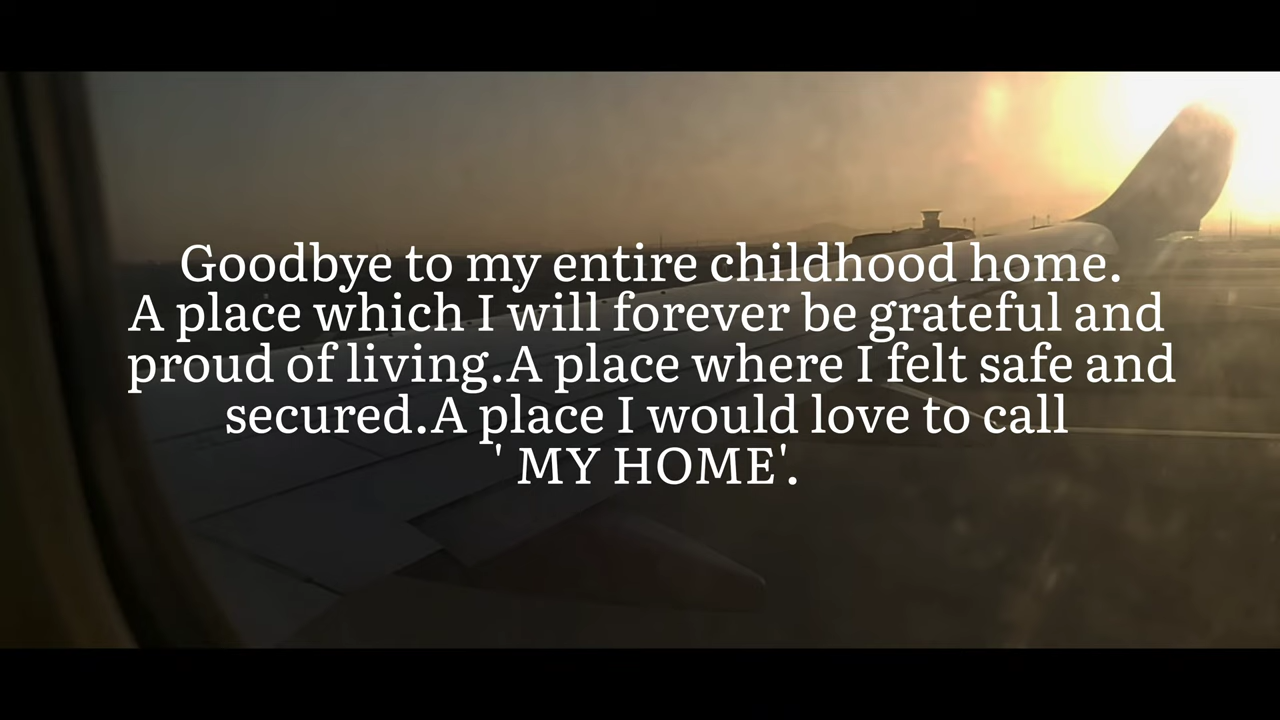 Goodbye to my entire childhood home.
A place which I will forever be grateful and
proud of living.A place where I felt safe and
secured.A place I would love to call
' MY HOME'.